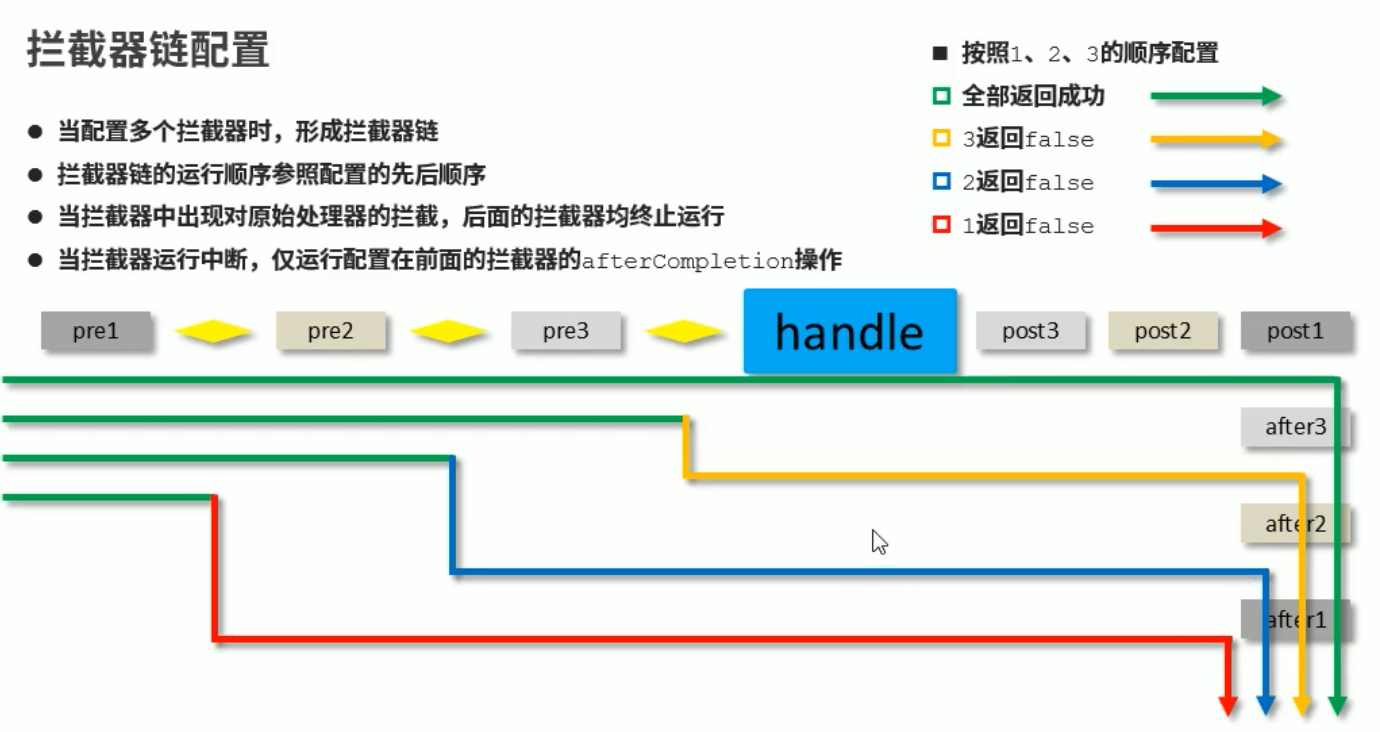 拦截器链配置
● 当配置多个拦截器时，形成拦截器链
● 拦截器链的运行顺序参照配置的先后顺序
● 当拦截器中出现对原始处理器的拦截，后面的拦截器均终止运行
● 当拦截器运行中断，仅运行配置在前面的拦截器的afterCompletion操作
■ 按照1、2、3的顺序配置
全部返回成功
3返回false
2返回false
1返回false
pre1
pre2
pre3
handle
post3
post2
post1
after3
after2
after1